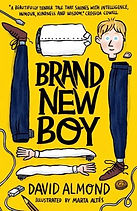 "A BEAUTIFULLY TENDER TALE THAT SHINES WITH INTELLIGENCE,
HUMOUR, KINDNESS AND WISDOM." CRESSIDA COWELL
BRAND
NEW
BOY
DAVID ALMOND
ILLUSTRATED BY MARTA ALTÉS